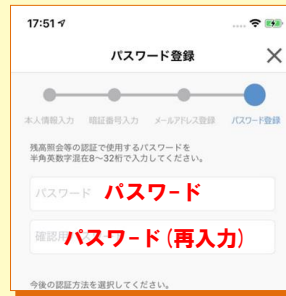 17:51
パスワード登録
本人情報入力 暗証番号入力 メールアドレス登録 パスワード登録
残高照会等の認証で使用するパスワードを
半角英数字混在8～32桁で入力してください。
パスワード パスワード
確認用 パスワード(再入力)
今後の認証方法を選択してください。